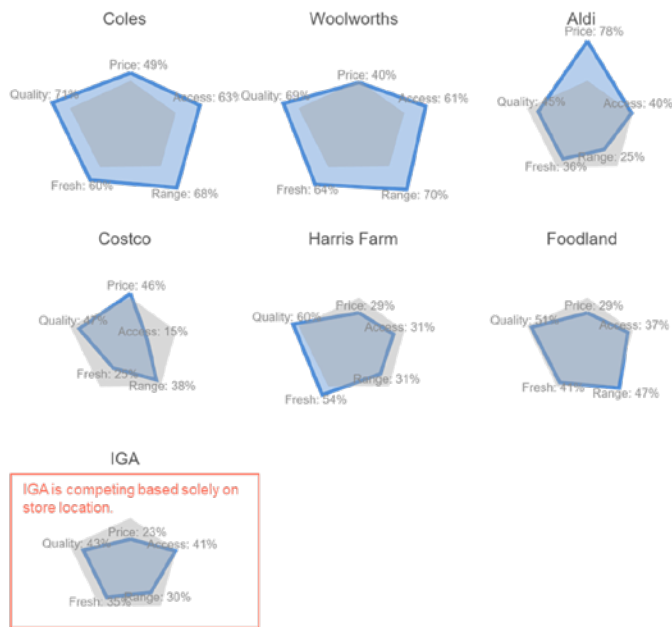 Coles
Woolworths
Aldi
Price: 49%
Quality: 71%
Access: 63%
Fresh: 60%
Range: 68%
Price: 40%
Quality: 69%
Access: 61%
Fresh: 64%
Range: 70%
Price: 78%
Quality: 45%
Access: 40%
Fresh: 36%
Range: 25%
Costco
Harris Farm
Foodland
Price: 46%
Quality: 47%
Access: 15%
Fresh: 25%
Range: 38%
Price: 29%
Quality: 60%
Access: 31%
Range: 31%
Fresh: 54%
Price: 29%
Quality: 51%
Access: 37%
Fresh: 41%
Range: 47%
IGA
IGA is competing based solely on
store location.
Price: 23%
Quality: 43%
Access: 41%
Fresh: 35%
Range: 30%